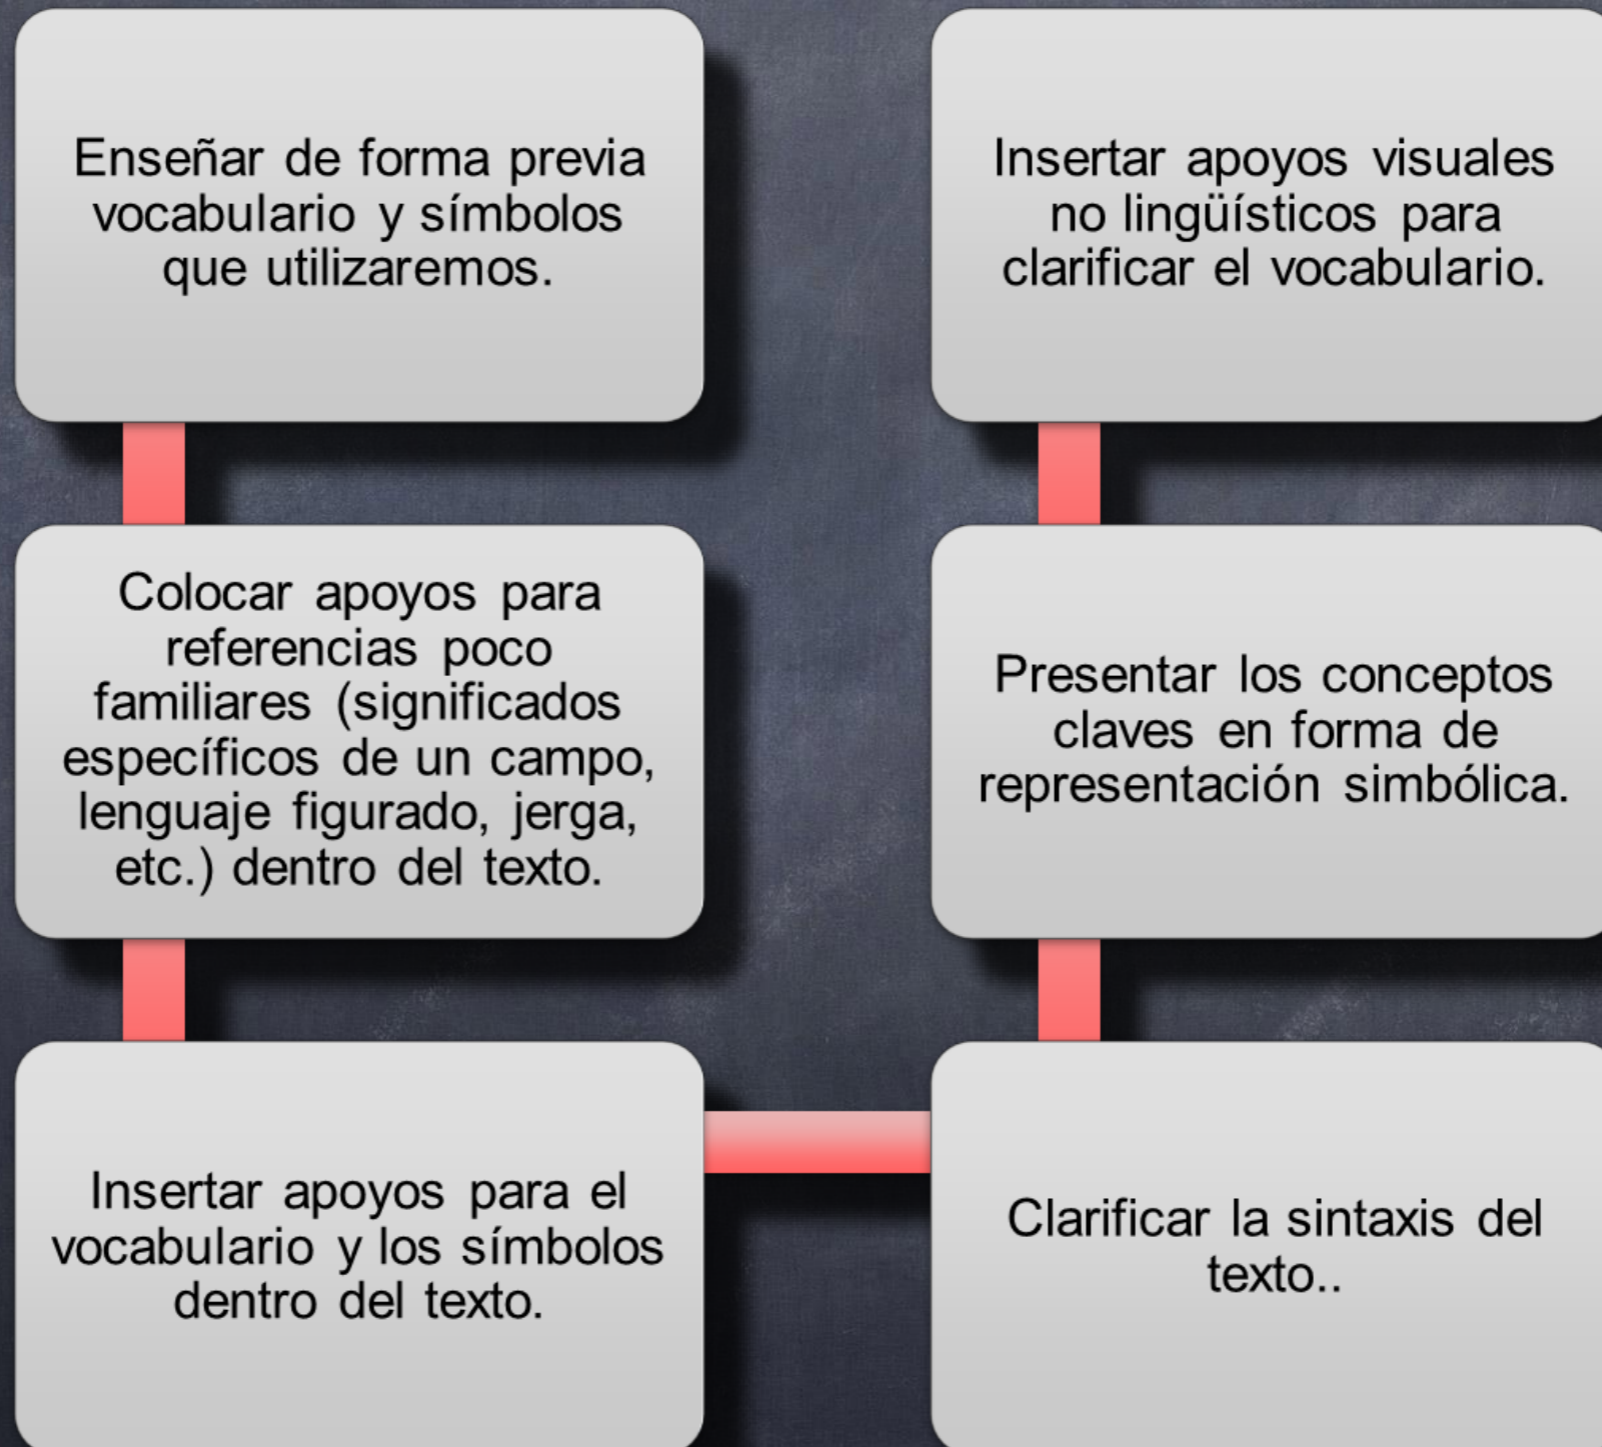 Enseñar de forma previa
vocabulario y símbolos
que utilizaremos.
Colocar apoyos para
referencias poco
familiares (significados
específicos de un campo,
lenguaje figurado, jerga,
etc.) dentro del texto.
Insertar apoyos para el
vocabulario y los símbolos
dentro del texto.
Clarificar la sintaxis del
texto..
Presentar los conceptos
claves en forma de
representación simbólica.
Insertar apoyos visuales
no lingüísticos para
clarificar el vocabulario.